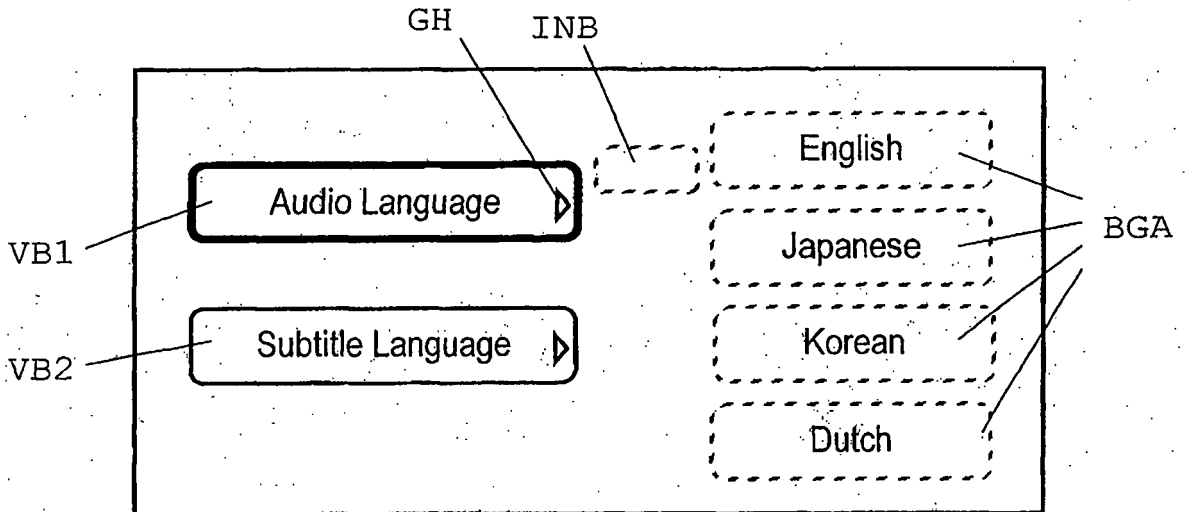 GH INB
English
Audio Language
VB1
Japanese
BGA
Subtitle Language
Korean
VB2
Dutch